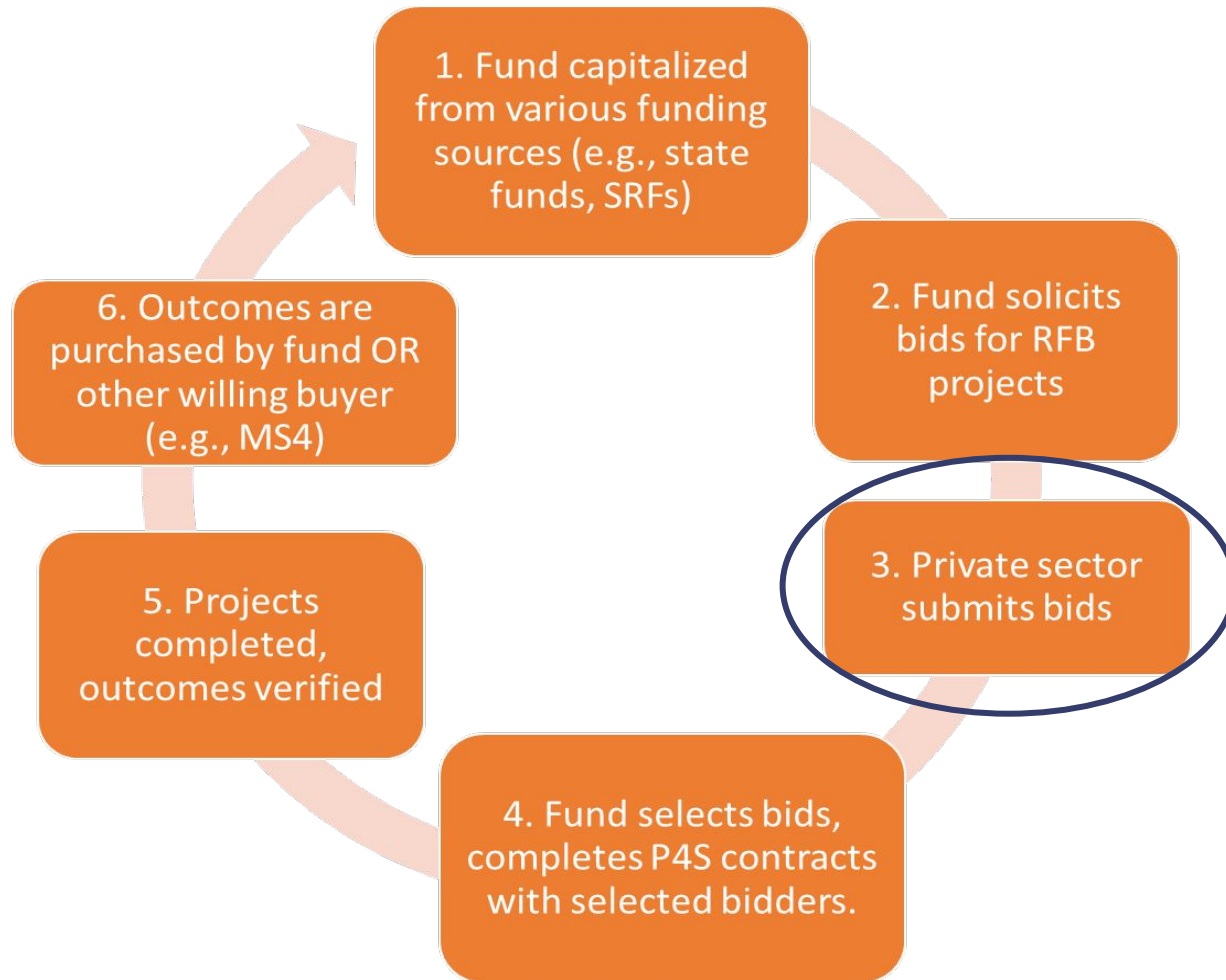 1. Fund capitalized
from various funding
sources (e.g., state
funds, SRFs)
2. Fund solicits
bids for RFB
projects
3. Private sector
submits bids
4. Fund selects bids,
completes P4S contracts
with selected bidders.
5. Projects
completed,
outcomes verified
6. Outcomes are
purchased by fund OR
other willing buyer
(e.g., MS4)